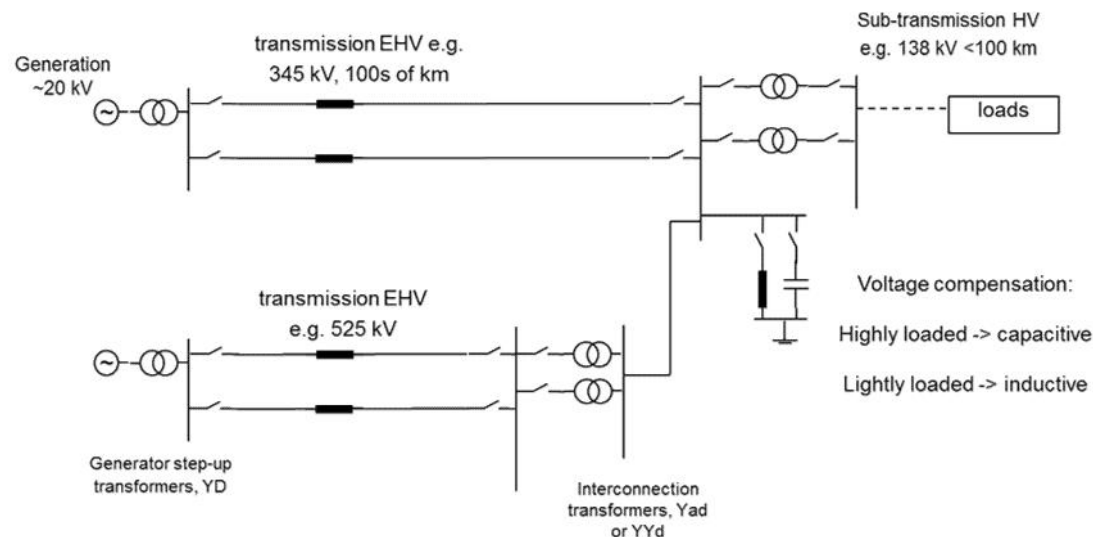 Sub-transmission HV
e.g. 138 kV <100 km
transmission EHV e.g.
345 kV, 100s of km
Generation
~20 kV
~
loads
transmission EHV
e.g. 525 kV
Voltage compensation:
Highly loaded -> capacitive
Lightly loaded -> inductive
~
Generator step-up
transformers, YD
Interconnection
transformers, Yad
or YYd